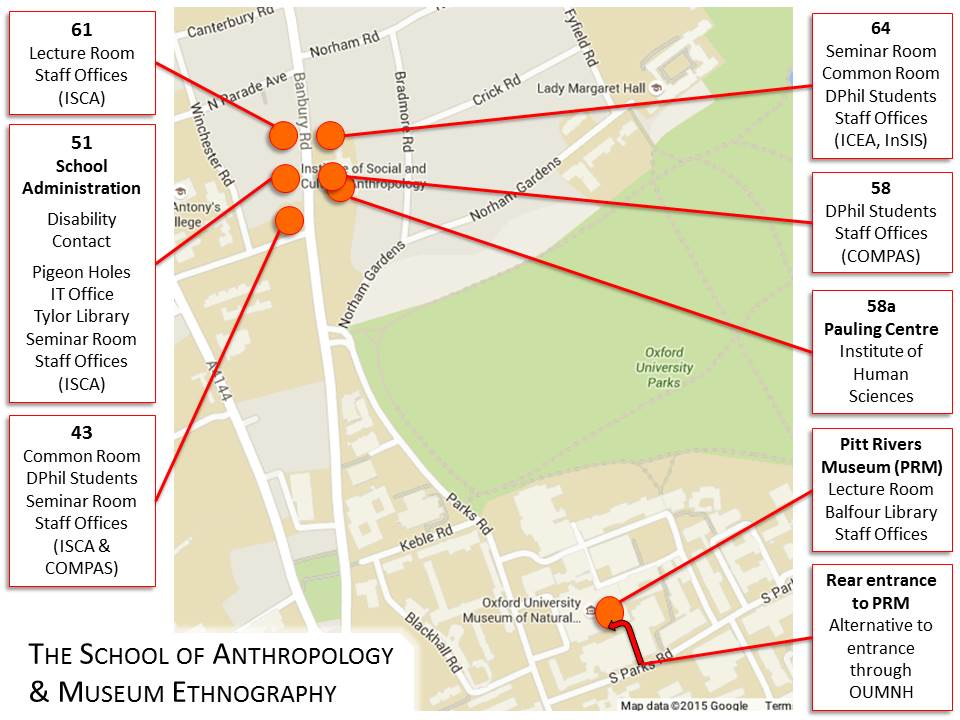 61
Lecture Room
Staff Offices
(ISCA)
51
School
Administration
Disability
Contact
Pigeon Holes
IT Office
Tylor Library
Seminar Room
Staff Offices
(ISCA)
43
Common Room
DPhil Students
Seminar Room
Staff Offices
(ISCA &
COMPAS)
Canterbury Rd
Norham Rd
Fyfield Rd
N Parade Ave
Banbury Rd
Bradmore Rd
Crick Rd
Lady Margaret Hall
Winchester Rd
Institute of Social and
Cultural Anthropology
Antony's
llege
Norham Gardens
Norham Gardens
Oxford
University
Parks
A4144
Parks Rd
Keble Rd
Oxford University
Museum of Natural...
Blackhall Rd
S Parks Rd
S Parks Rd
Map data ©2015 Google
Term
64
Seminar Room
Common Room
DPhil Students
Staff Offices
(ICEA, InSIS)
58
DPhil Students
Staff Offices
(COMPAS)
58a
Pauling Centre
Institute of
Human
Sciences
Pitt Rivers
Museum (PRM)
Lecture Room
Balfour Library
Staff Offices
Rear entrance
to PRM
Alternative to
entrance
through
OUMNH
THE SCHOOL OF ANTHROPOLOGY
& MUSEUM ETHNOGRAPHY